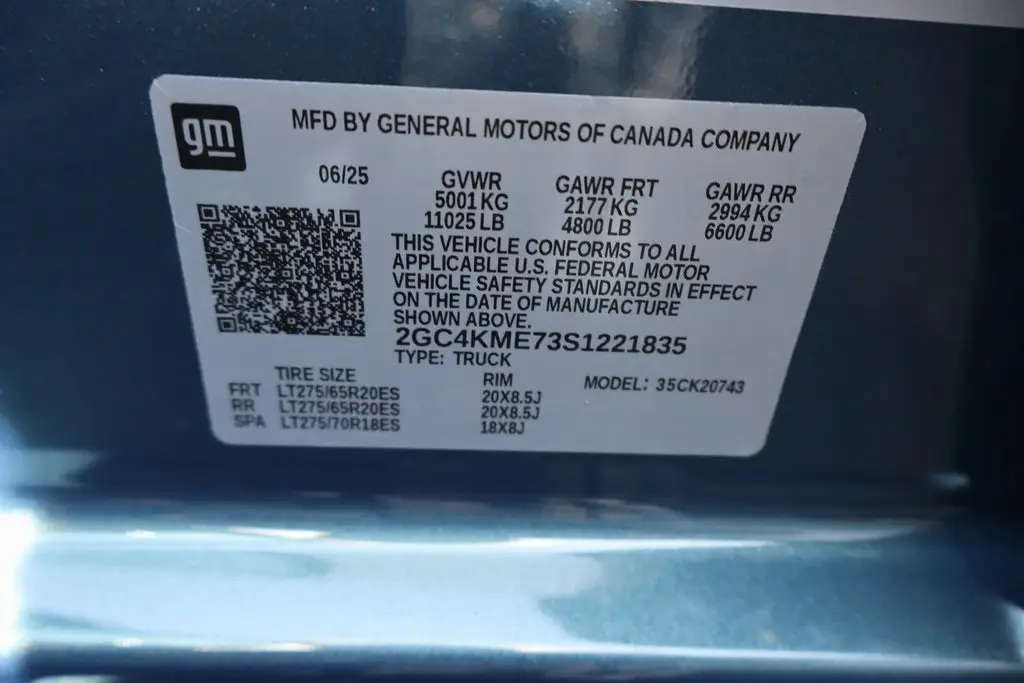 gm
MFD BY GENERAL MOTORS OF CANADA COMPANY
06/25
GVWR
5001 KG
11025 LB
GAWR FRT
2177 KG
4800 LB
GAWR RR
2994 KG
6600 LB
THIS VEHICLE CONFORMS TO ALL
APPLICABLE U.S. FEDERAL MOTOR
VEHICLE SAFETY STANDARDS IN EFFECT
ON THE DATE OF MANUFACTURE
SHOWN ABOVE.
2GC4KME73S1221835
TYPE: TRUCK
TIRE SIZE RIM MODEL: 35CK20743
FRT LT275/65R20ES 20X8.5J
RR LT275/65R20ES 20X8.5J
SPA LT275/70R18ES 18X8J